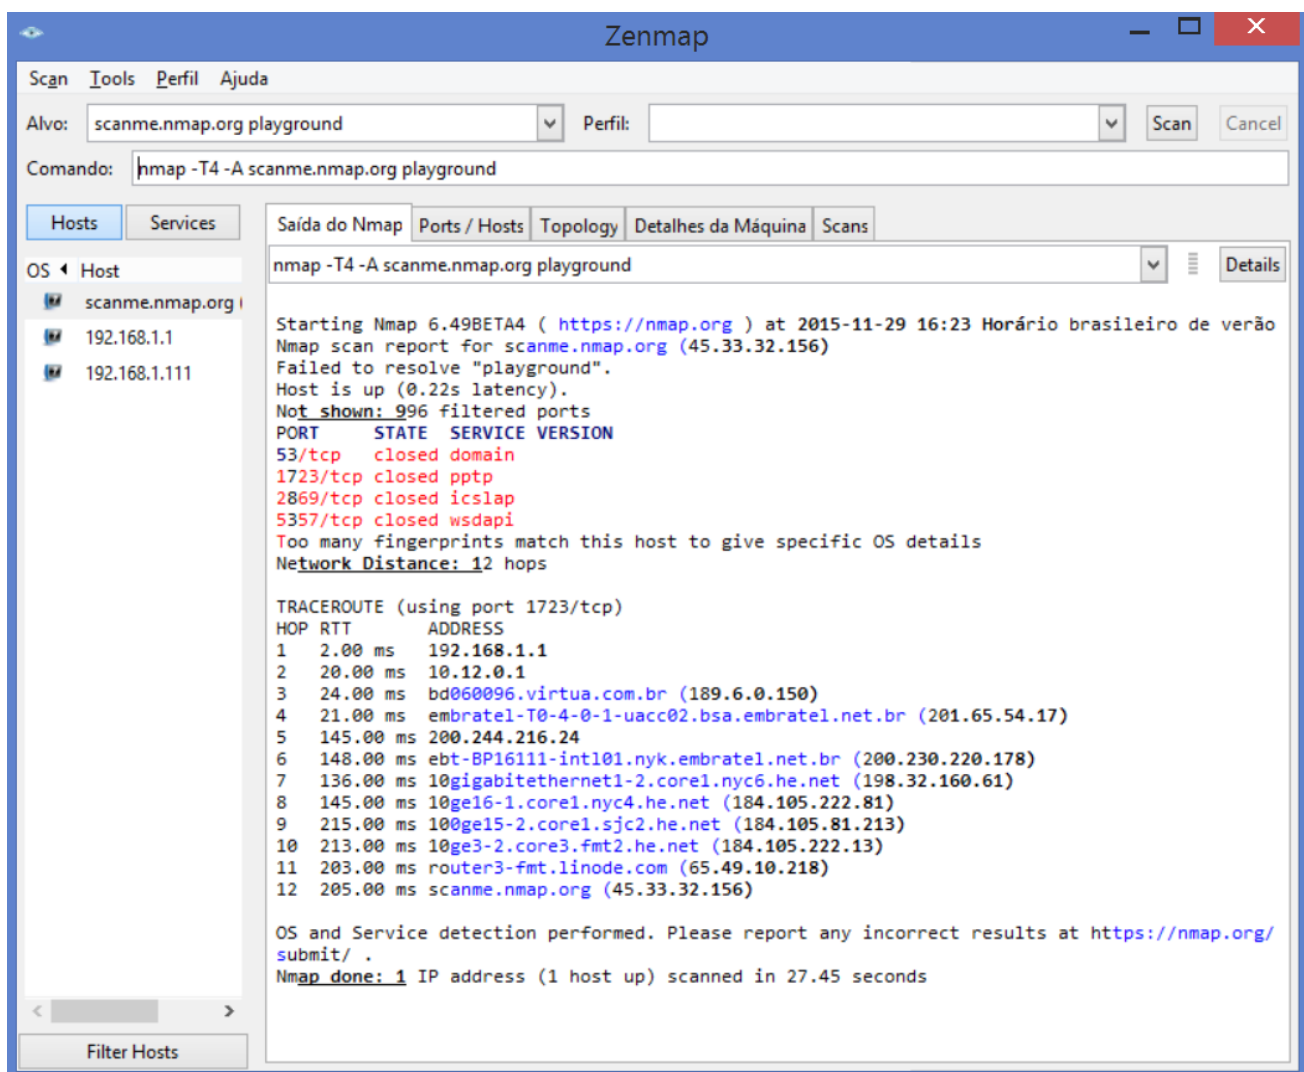 Zenmap
Scan Tools Perfil Ajuda
Alvo: scanme.nmap.org playground Perfil: Scan Cancel
Comando: nmap -T4 -A scanme.nmap.org playground
Hosts Services
OS Host
scanme.nmap.org (
192.168.1.1
192.168.1.111
Filter Hosts
Saída do Nmap Ports / Hosts Topology Detalhes da Máquina Scans
nmap -T4 -A scanme.nmap.org playground Details
Starting Nmap 6.49BETA4 ( https://nmap.org ) at 2015-11-29 16:23 Horário brasileiro de verão
Nmap scan report for scanme.nmap.org (45.33.32.156)
Failed to resolve "playground".
Host is up (0.22s latency).
Not shown: 996 filtered ports
PORT STATE SERVICE VERSION
53/tcp closed domain
1723/tcp closed pptp
2869/tcp closed icslap
5357/tcp closed wsdapi
Too many fingerprints match this host to give specific OS details
Network Distance: 12 hops
TRACEROUTE (using port 1723/tcp)
HOP RTT ADDRESS
1 2.00 ms 192.168.1.1
2 20.00 ms 10.12.0.1
3 24.00 ms bd060096.virtua.com.br (189.6.0.150)
4 21.00 ms embratel-T0-4-0-1-uacc02.bsa.embratel.net.br (201.65.54.17)
5 145.00 ms 200.244.216.24
6 148.00 ms ebt-BP16111-intl01.nyk.embratel.net.br (200.230.220.178)
7 136.00 ms 10gigabitethernet1-2.core1.nyc6.he.net (198.32.160.61)
8 145.00 ms 10ge16-1.core1.nyc4.he.net (184.105.222.81)
9 215.00 ms 100ge15-2.core1.sjc2.he.net (184.105.81.213)
10 213.00 ms 10ge3-2.core3.fmt2.he.net (184.105.222.13)
11 203.00 ms router3-fmt.linode.com (65.49.10.218)
12 205.00 ms scanme.nmap.org (45.33.32.156)
OS and Service detection performed. Please report any incorrect results at https://nmap.org/
submit/ .
Nmap done: 1 IP address (1 host up) scanned in 27.45 seconds